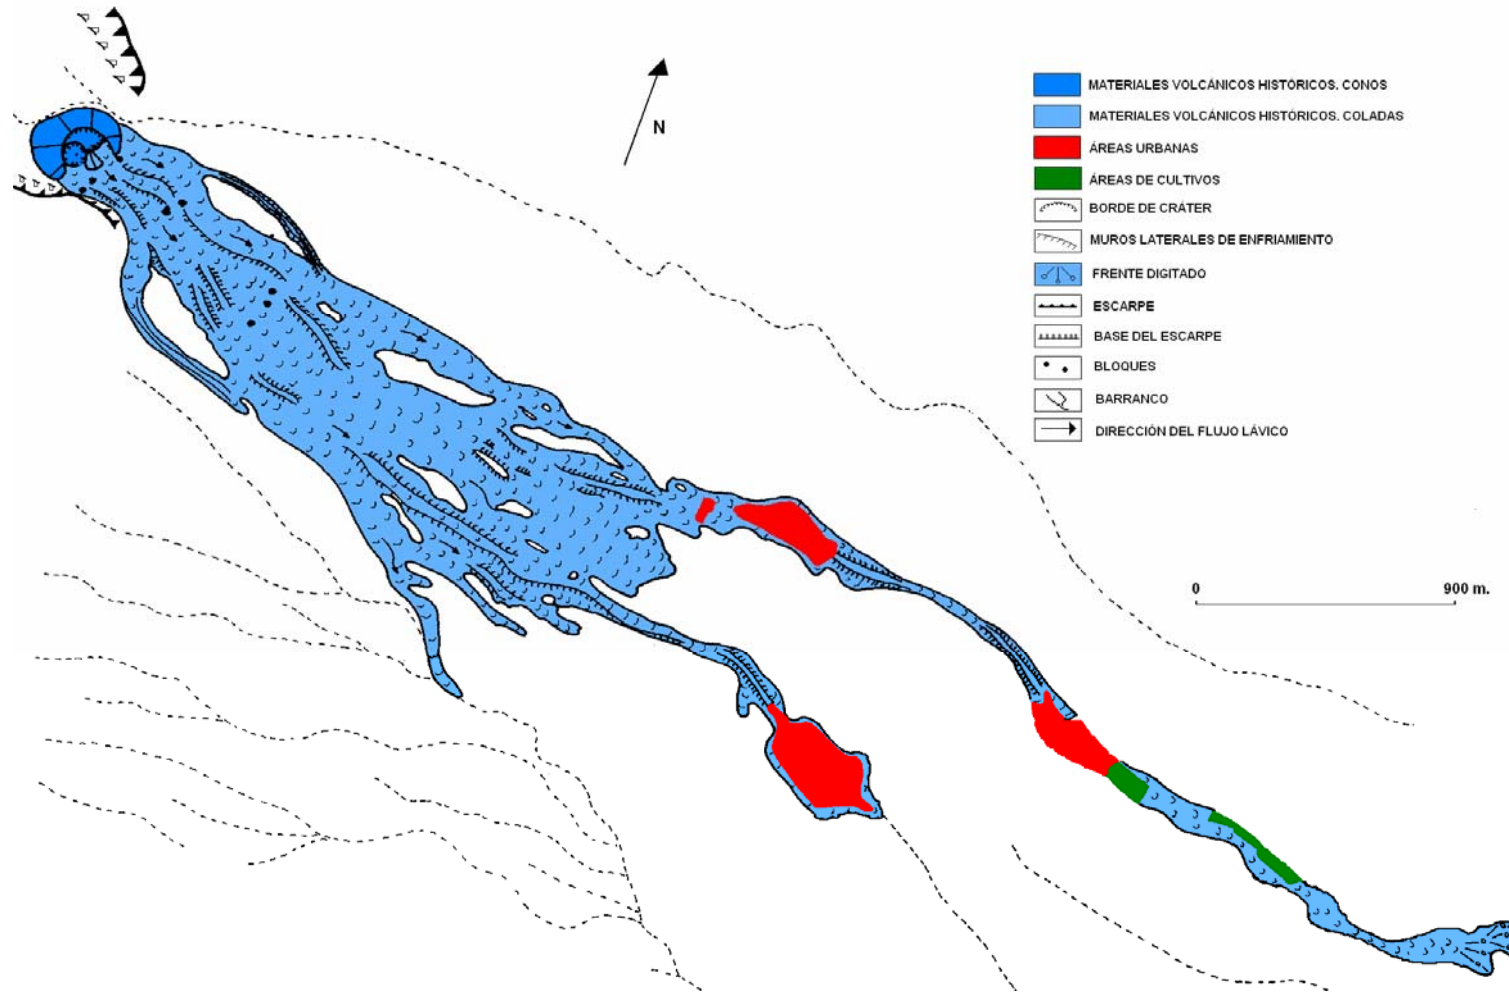 N
MATERIALES VOLCÁNICOS HISTÓRICOS. CONOS
MATERIALES VOLCÁNICOS HISTÓRICOS. COLADAS
ÁREAS URBANAS
ÁREAS DE CULTIVOS
BORDE DE CRÁTER
MUROS LATERALES DE ENFRIAMIENTO
FRENTE DIGITADO
ESCARPE
BASE DEL ESCARPE
BLOQUES
BARRANCO
DIRECCIÓN DEL FLUJO LÁVICO
0 900 m.